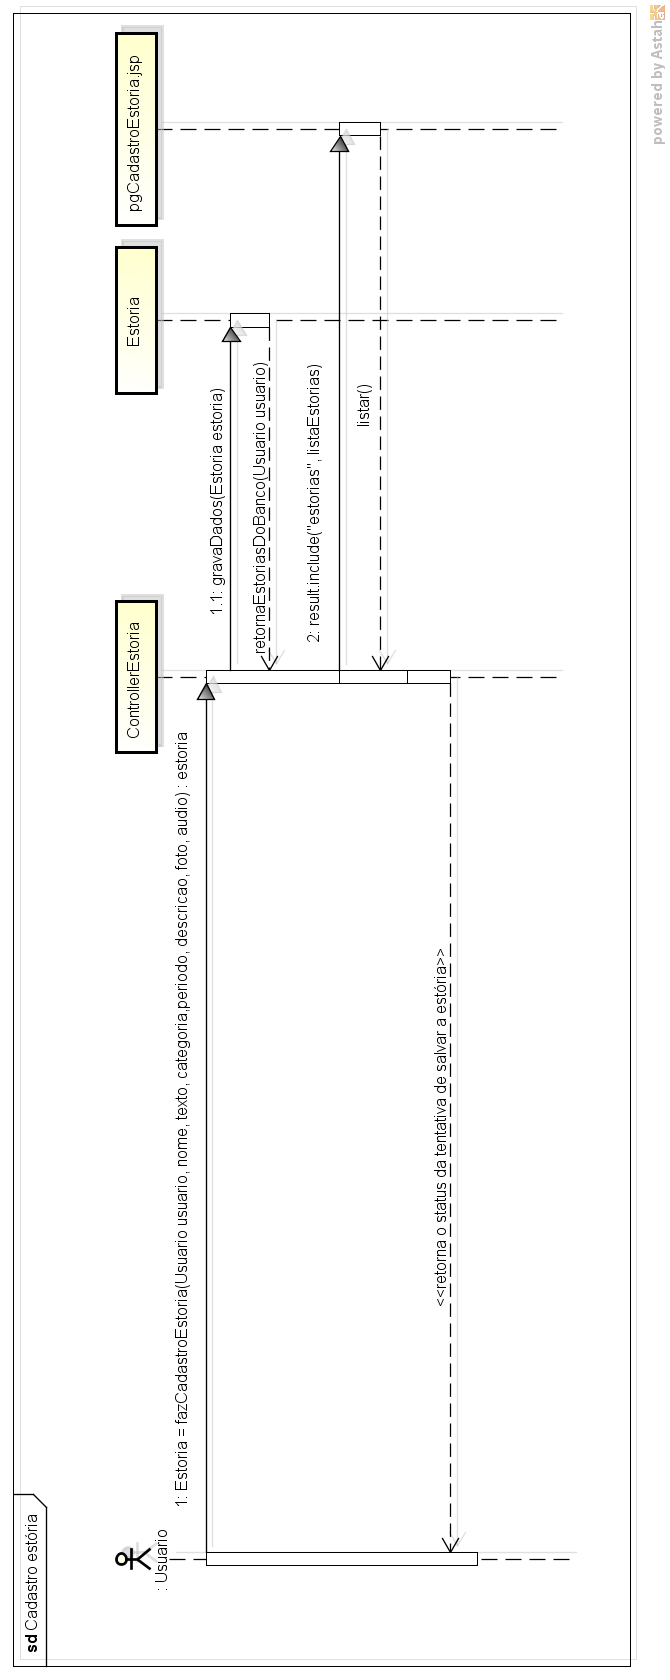 sd Cadastro estória
: Usuario
ControllerEstoria
Estoria
pgCadastroEstoria.jsp
1: Estoria = fazCadastroEstoria(Usuario usuario, nome, texto, categoria,periodo, descricao, foto, audio) : estoria
1.1: gravaDados(Estoria estoria)
retornaEstoriasDoBanco(Usuario usuario)
2: result.include("estorias", listaEstorias)
listar()
<<retorna o status da tentativa de salvar a estória>>
powered by Astah